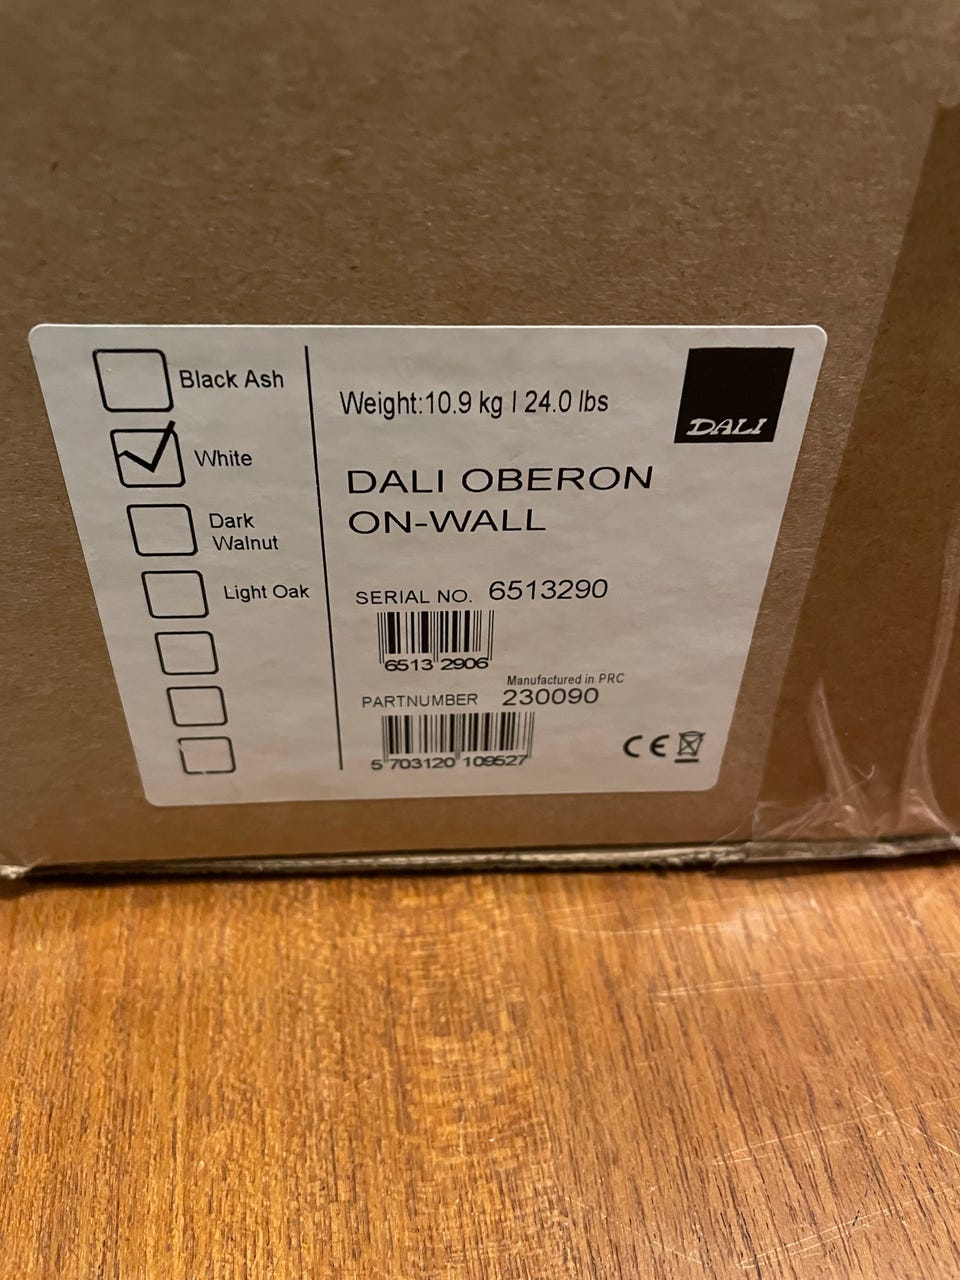 Black Ash
White
Dark
Walnut
Light Oak
Weight:10.9 kg | 24.0 lbs
DALI
DALI OBERON
ON-WALL
SERIAL NO. 6513290
6513 2906
Manufactured in PRC
PARTNUMBER 230090
5 703120 109527
CE